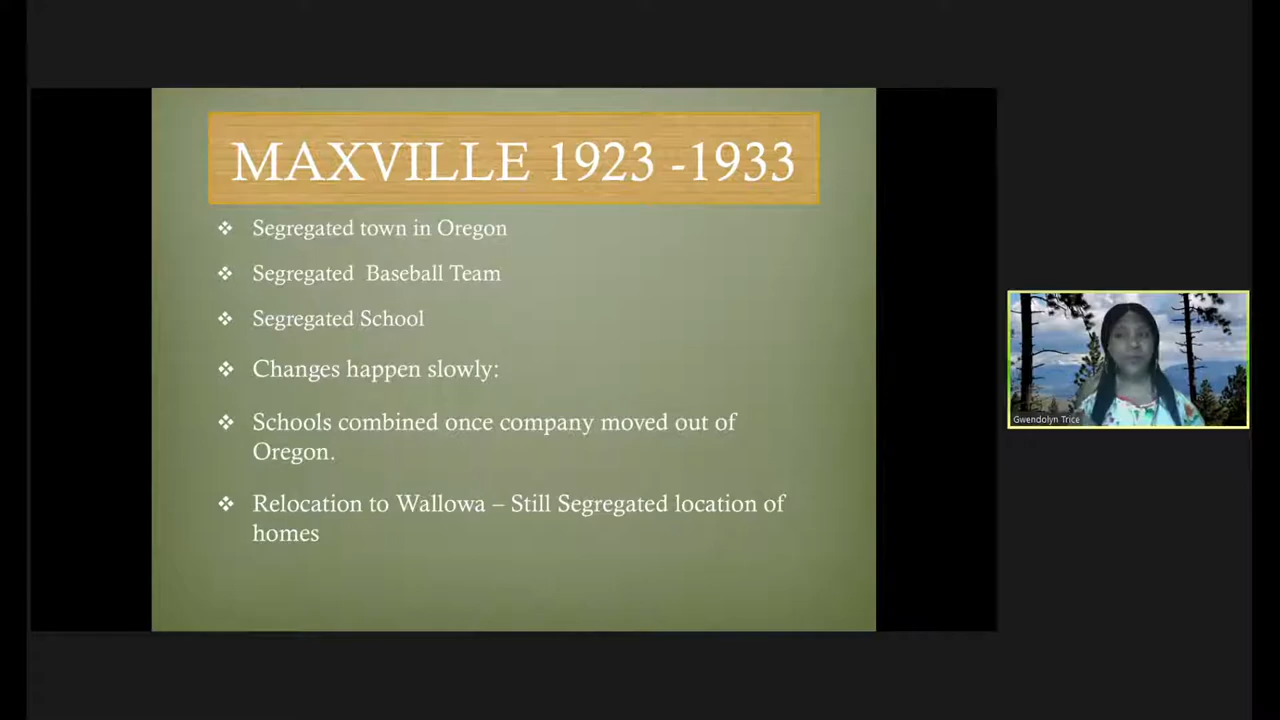 MAXVILLE 1923 -1933
❖ Segregated town in Oregon
❖ Segregated  Baseball Team
❖ Segregated School
❖ Changes happen slowly:
❖ Schools combined once company moved out of
Oregon.
❖ Relocation to Wallowa – Still Segregated location of
homes
Gwendolyn Trice